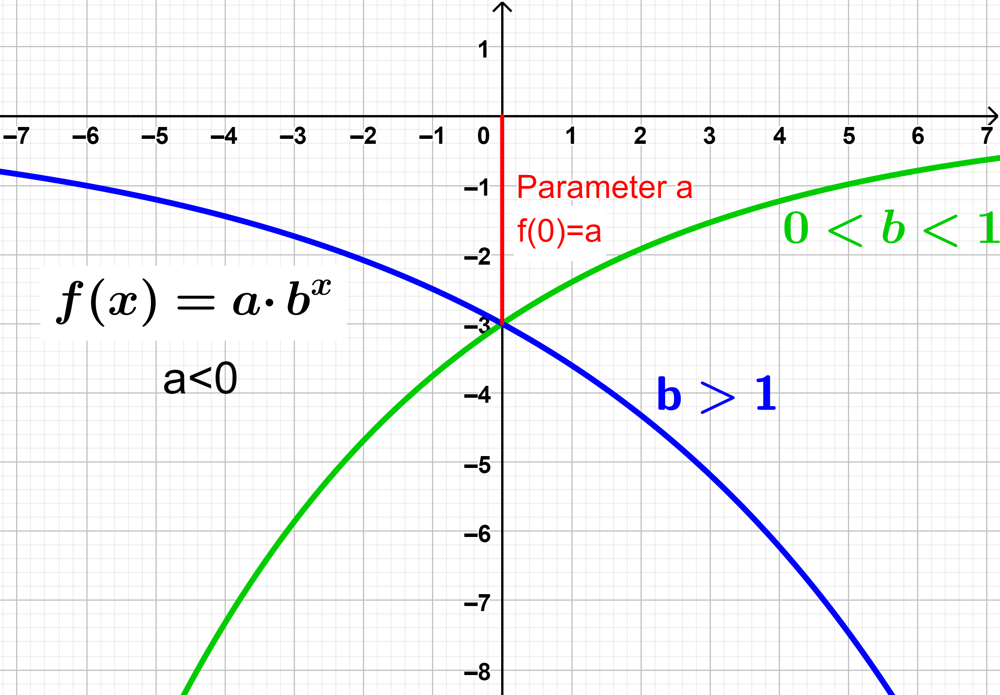 1
–7 –6 –5 –4 –3 –2 –1 0 1 2 3 4 5 6 7
–1
Parameter a
f(0)=a
0 < b < 1
–2
f(x) = a · b^x
–3
a<0
–4
b > 1
–5
–6
–7
–8